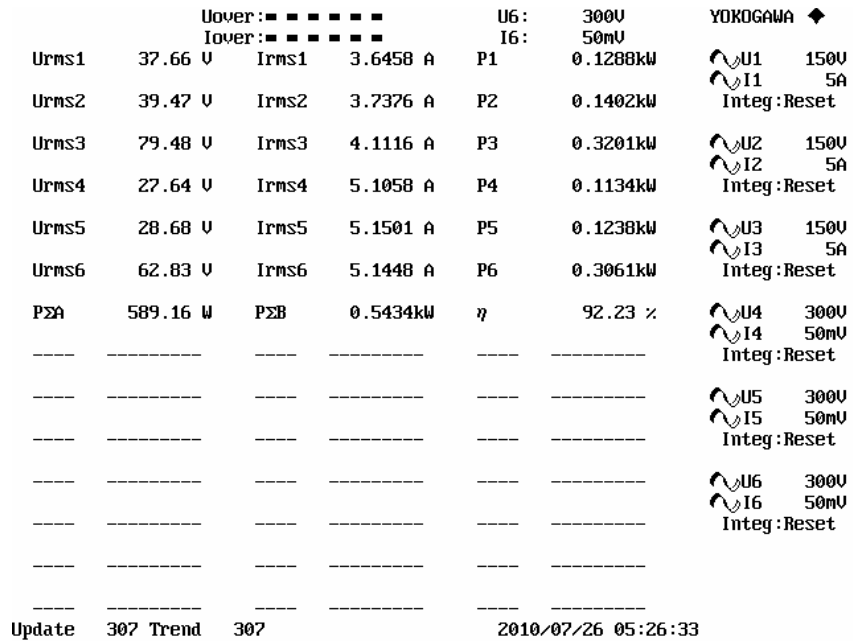 Uover:■ ■ ■ ■ ■ ■ U6: 300V YOKOGAWA ◆
Iover:■ ■ ■ ■ ■ ■ I6: 50mV
Urms1 37.66 V Irms1 3.6458 A P1 0.1288kW U1 150V
I1 5A
Urms2 39.47 V Irms2 3.7376 A P2 0.1402kW Integ:Reset
Urms3 79.48 V Irms3 4.1116 A P3 0.3201kW U2 150V
I2 5A
Urms4 27.64 V Irms4 5.1058 A P4 0.1134kW Integ:Reset
Urms5 28.68 V Irms5 5.1501 A P5 0.1238kW U3 150V
I3 5A
Urms6 62.83 V Irms6 5.1448 A P6 0.3061kW Integ:Reset
PΣA 589.16 W PΣB 0.5434kW η 92.23 % U4 300V
I4 50mV
---- --------- ---- --------- ---- --------- Integ:Reset
---- --------- ---- --------- ---- --------- U5 300V
I5 50mV
---- --------- ---- --------- ---- --------- Integ:Reset
---- --------- ---- --------- ---- --------- U6 300V
I6 50mV
---- --------- ---- --------- ---- --------- Integ:Reset
---- --------- ---- --------- ---- ---------
---- --------- ---- --------- ---- ---------
Update 307 Trend 307 2010/07/26 05:26:33